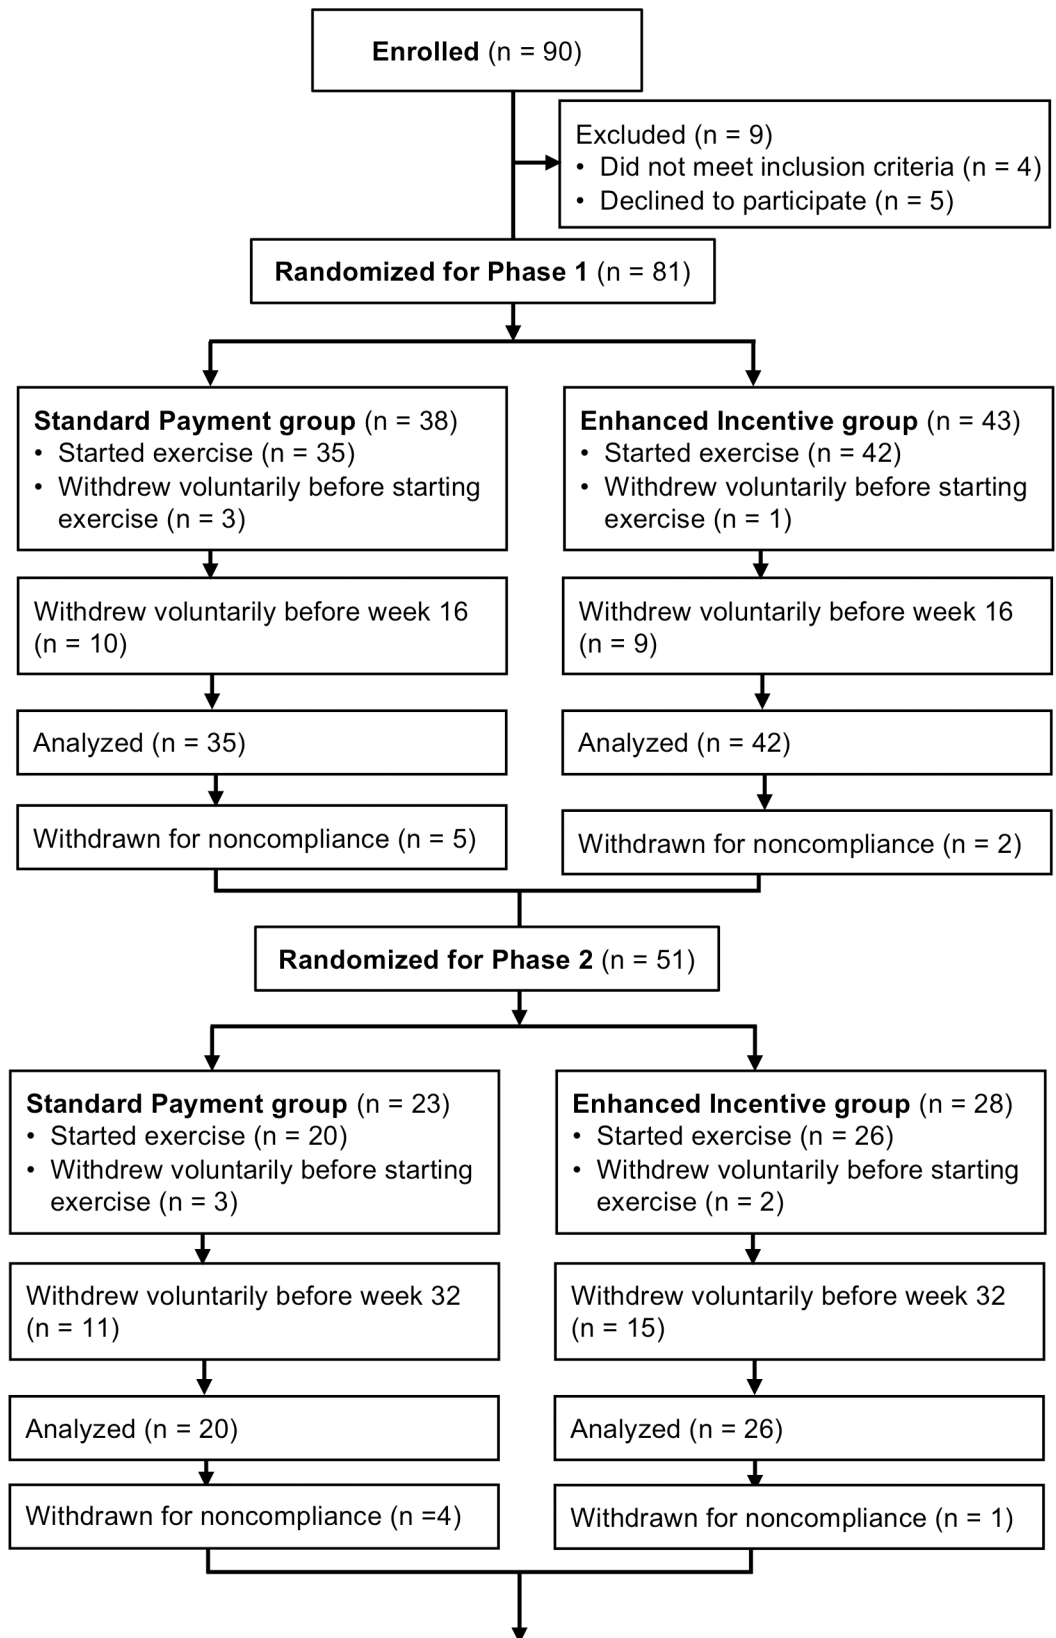 Enrolled (n = 90)
Excluded (n = 9)
• Did not meet inclusion criteria (n = 4)
• Declined to participate (n = 5)
Randomized for Phase 1 (n = 81)
Standard Payment group (n = 38)
• Started exercise (n = 35)
• Withdrew voluntarily before starting
exercise (n = 3)
Enhanced Incentive group (n = 43)
• Started exercise (n = 42)
• Withdrew voluntarily before starting
exercise (n = 1)
Withdrew voluntarily before week 16
(n = 10)
Withdrew voluntarily before week 16
(n = 9)
Analyzed (n = 35)
Analyzed (n = 42)
Withdrawn for noncompliance (n = 5)
Withdrawn for noncompliance (n = 2)
Randomized for Phase 2 (n = 51)
Standard Payment group (n = 23)
• Started exercise (n = 20)
• Withdrew voluntarily before starting
exercise (n = 3)
Enhanced Incentive group (n = 28)
• Started exercise (n = 26)
• Withdrew voluntarily before starting
exercise (n = 2)
Withdrew voluntarily before week 32
(n = 11)
Withdrew voluntarily before week 32
(n = 15)
Analyzed (n = 20)
Analyzed (n = 26)
Withdrawn for noncompliance (n =4)
Withdrawn for noncompliance (n = 1)